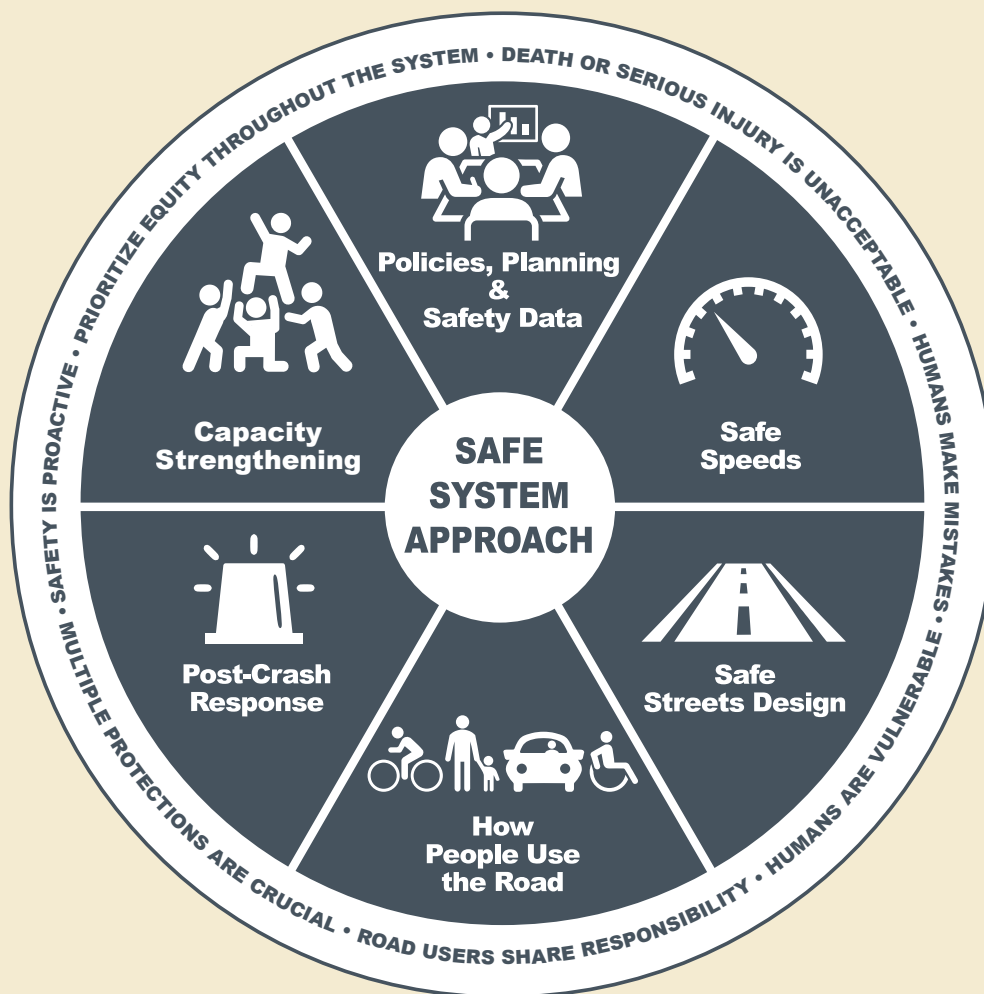 PRIORITIZE EQUITY THROUGHOUT THE SYSTEM • DEATH OR SERIOUS INJURY IS UNACCEPTABLE • HUMANS MAKE MISTAKES • HUMANS ARE VULNERABLE • ROAD USERS SHARE RESPONSIBILITY • MULTIPLE PROTECTIONS ARE CRUCIAL • SAFETY IS PROACTIVE •
Policies, Planning
&
Safety Data
Safe
Speeds
Safe
Streets Design
How
People Use
the Road
Post-Crash
Response
Capacity
Strengthening
SAFE
SYSTEM
APPROACH